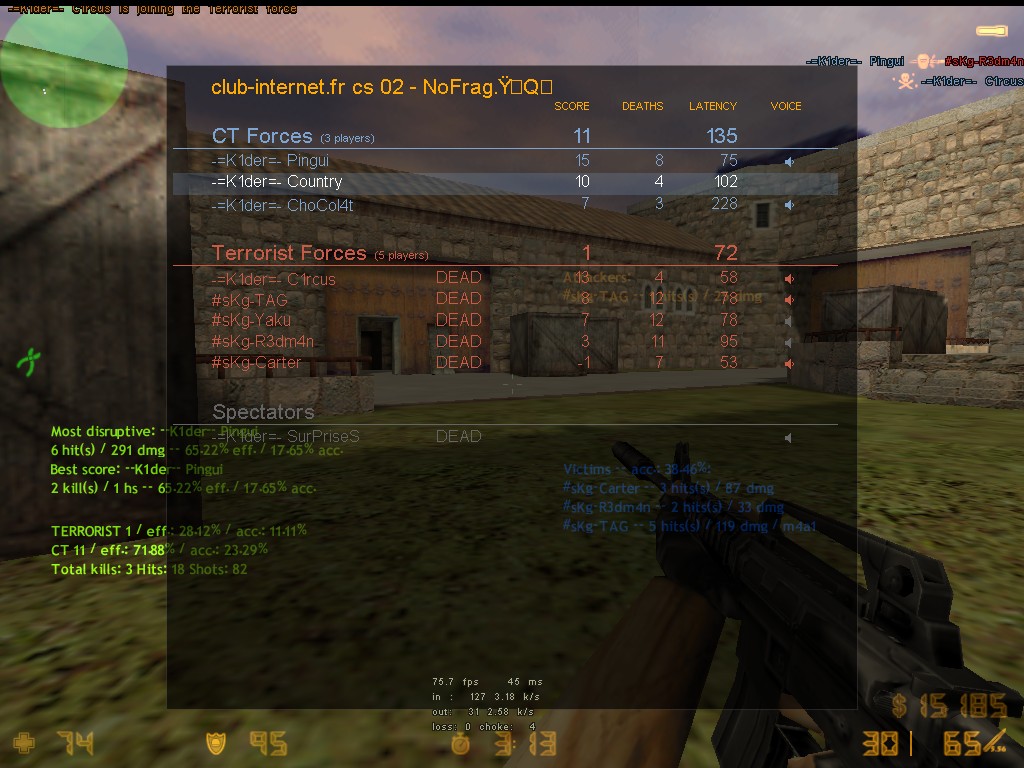 -=K1der=- C1rcus is joining the Terrorist force
-=K1der=- Pingui #sKg-R3dm4n
-=K1der=- C1rcus
club-internet.fr cs 02 - NoFrag.Ÿ□Q□
SCORE DEATHS LATENCY VOICE
CT Forces (3 players) 11 135
-=K1der=- Pingui 15 8 75
-=K1der=- Country 10 4 102
-=K1der=- ChoCol4t 7 3 228
Terrorist Forces (5 players) 1 72
-=K1der=- C1rcus DEAD 13 4 58
Attackers:
#sKg-TAG DEAD 8 12 78
#sKg-TAG -- hits(s) / dmg
#sKg-Yaku DEAD 7 12 78
#sKg-R3dm4n DEAD 3 11 95
#sKg-Carter DEAD -1 7 53
Spectators
-=K1der=- SurPriseS DEAD
Most disruptive: -=K1der=- Pingui
6 hit(s) / 291 dmg -- 65.22% eff. / 17.65% acc.
Best score: -=K1der=- Pingui
2 kill(s) / 1 hs -- 65.22% eff. / 17.65% acc.
TERRORIST 1 / eff.: 28.12% / acc.: 11.11%
CT 11 / eff.: 71.88% / acc.: 23.29%
Total kills: 3 Hits: 18 Shots: 82
Victims -- acc.: 38.46%:
#sKg-Carter -- 3 hits(s) / 87 dmg
#sKg-R3dm4n -- 2 hits(s) / 33 dmg
#sKg-TAG -- 5 hits(s) / 119 dmg / m4a1
75.7 fps 45 ms
in : 127 3.18 k/s
out: 31 2.58 k/s
loss: 0 choke: 4
$ 15185
74 95 3:13 30 | 65 5.56